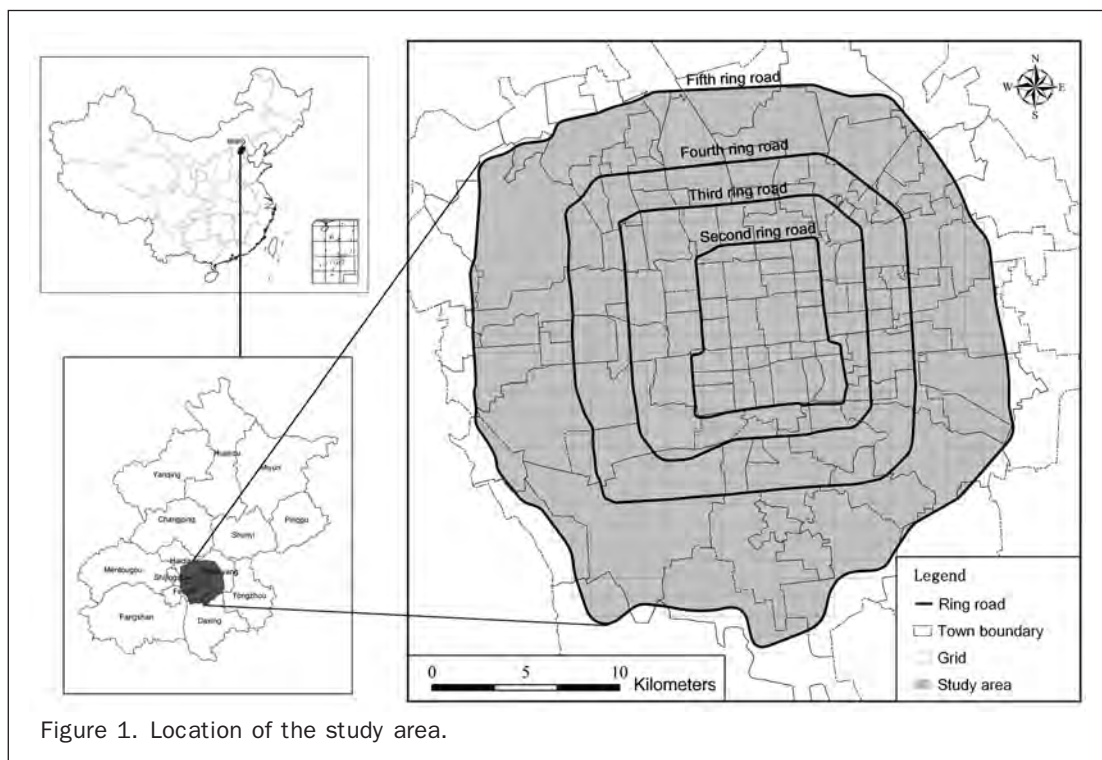 Fifth ring road
N
W E
S
Fourth ring road
Third ring road
Second ring road
Yanqing
Miyun
Changping
Shunyi
Pinggu
Mentougou
Tongzhou
Fangshan
Daxing
Legend
Ring road
Town boundary
Grid
Study area
0 5 10
Kilometers
Figure 1. Location of the study area.